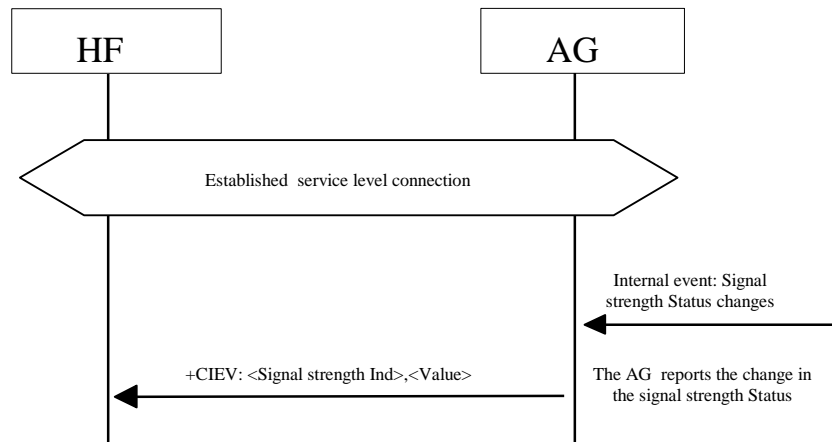 HF
AG
Established service level connection
Internal event: Signal
strength Status changes
+CIEV: <Signal strength Ind>,<Value>
The AG reports the change in
the signal strength Status